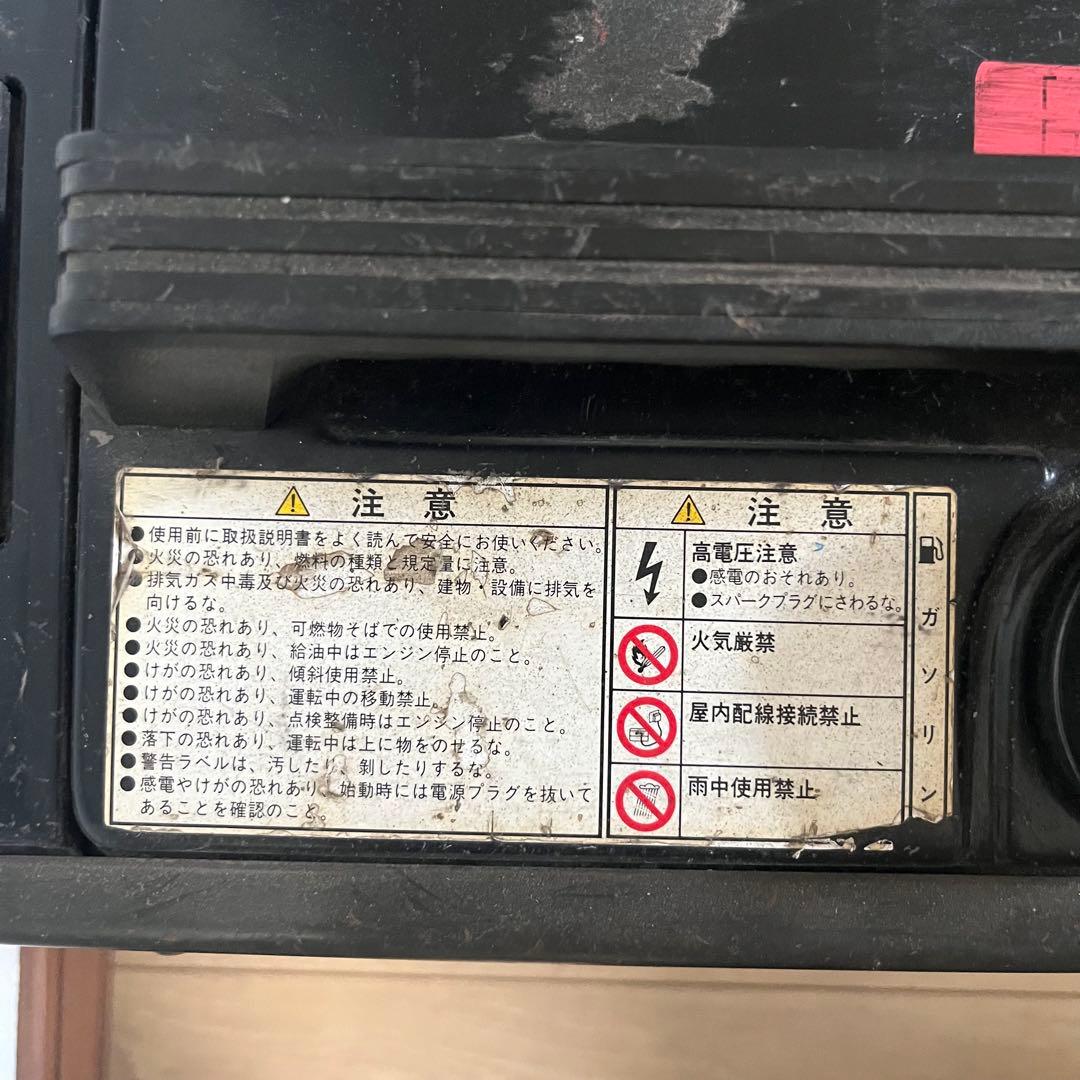 注意
●使用前に取扱説明書をよく読んで安全にお使いください。
●火災の恐れあり、燃料の種類と規定量に注意。
●排気ガス中毒及び火災の恐れあり、建物・設備に排気を
向けるな。
●火災の恐れあり、可燃物そばでの使用禁止。
●火災の恐れあり、給油中はエンジン停止のこと。
●けがの恐れあり、傾斜使用禁止。
●けがの恐れあり、運転中の移動禁止。
●けがの恐れあり、点検整備時はエンジン停止のこと。
●落下の恐れあり、運転中は上に物をのせるな。
●警告ラベルは、汚したり、剝したりするな。
●感電やけがの恐れあり、始動時には電源プラグを抜いて
あることを確認のこと。
注意
高電圧注意
●感電のおそれあり。
●スパークプラグにさわるな。
火気厳禁
屋内配線接続禁止
雨中使用禁止
ガソリン